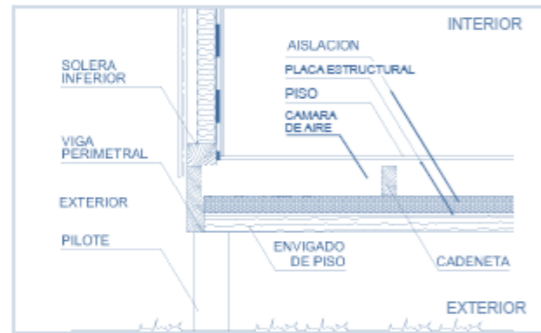 INTERIOR
AISLACION
PLACA ESTRUCTURAL
PISO
CAMARA
DE AIRE
SOLERA
INFERIOR
VIGA
PERIMETRAL
EXTERIOR
PILOTE
ENVIGADO
DE PISO
CADENETA
EXTERIOR